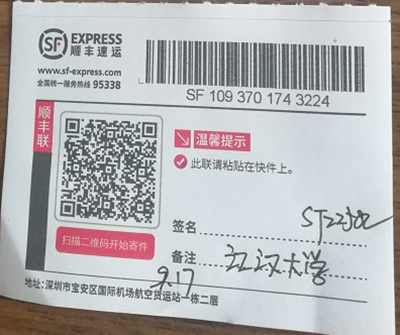 SF EXPRESS
顺丰速运
www.sf-express.com
全国统一服务热线 95338
SF 109 370 174 3224
顺丰联
温馨提示
此联请粘贴在快件上。
签名
扫描二维码开始寄件
备注 江汉大学
9.17
地址:深圳市宝安区国际机场航空货运站一栋二层